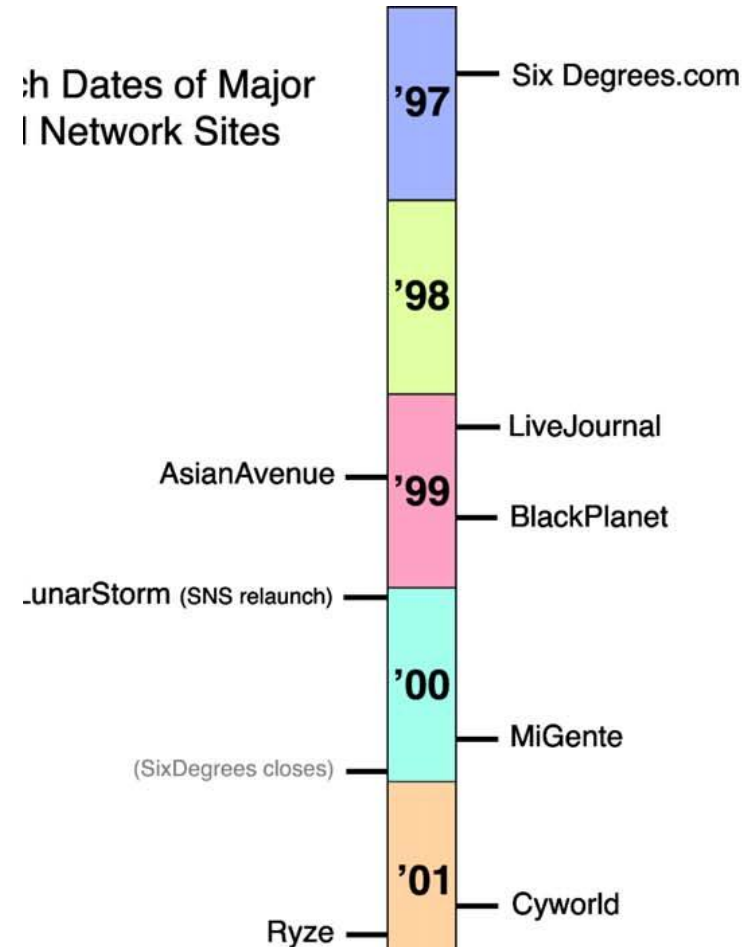 Dates of Major
Network Sites
'97
Six Degrees.com
'98
LiveJournal
AsianAvenue
'99
BlackPlanet
(SNS relaunch)
'00
MiGente
(SixDegrees closes)
'01
Cyworld
Ryze